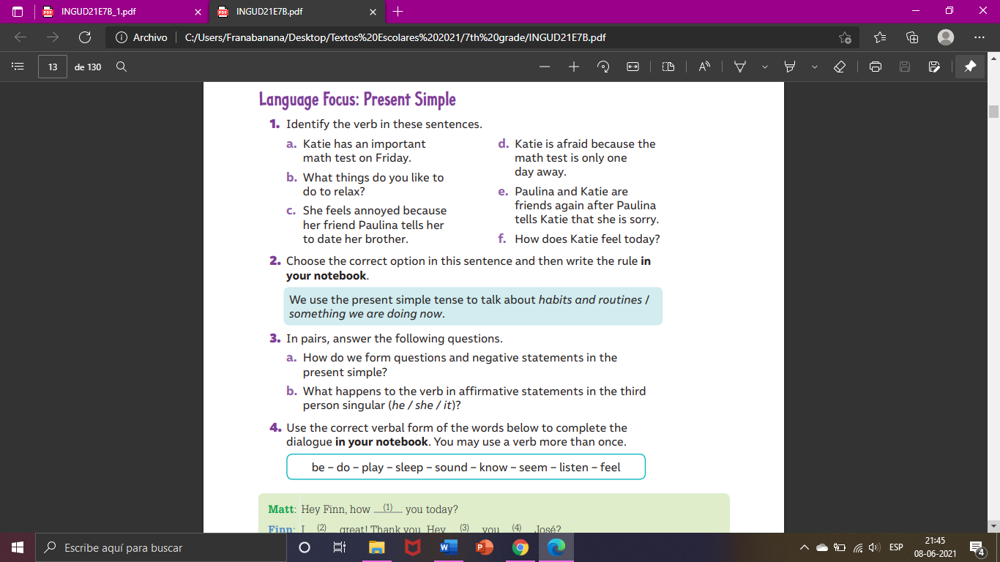 INGUD21E7B_1.pdf
INGUD21E7B.pdf
Archivo
C:/Users/Franabanana/Desktop/Textos%20Escolares%202021/7th%20grade/INGUD21E7B.pdf
13 de 130
Language Focus: Present Simple
1. Identify the verb in these sentences.
a. Katie has an important
math test on Friday.
b. What things do you like to
do to relax?
c. She feels annoyed because
her friend Paulina tells her
to date her brother.
d. Katie is afraid because the
math test is only one
day away.
e. Paulina and Katie are
friends again after Paulina
tells Katie that she is sorry.
f. How does Katie feel today?
2. Choose the correct option in this sentence and then write the rule in
your notebook.
We use the present simple tense to talk about habits and routines /
something we are doing now.
3. In pairs, answer the following questions.
a. How do we form questions and negative statements in the
present simple?
b. What happens to the verb in affirmative statements in the third
person singular (he / she / it)?
4. Use the correct verbal form of the words below to complete the
dialogue in your notebook. You may use a verb more than once.
be – do – play – sleep – sound – know – seem – listen – feel
Matt: Hey Finn, how (1) you today?
Finn: I (2) great! Thank you. Hey, (3) you (4) José?
Escribe aquí para buscar
ESP
21:45
08-06-2021
4